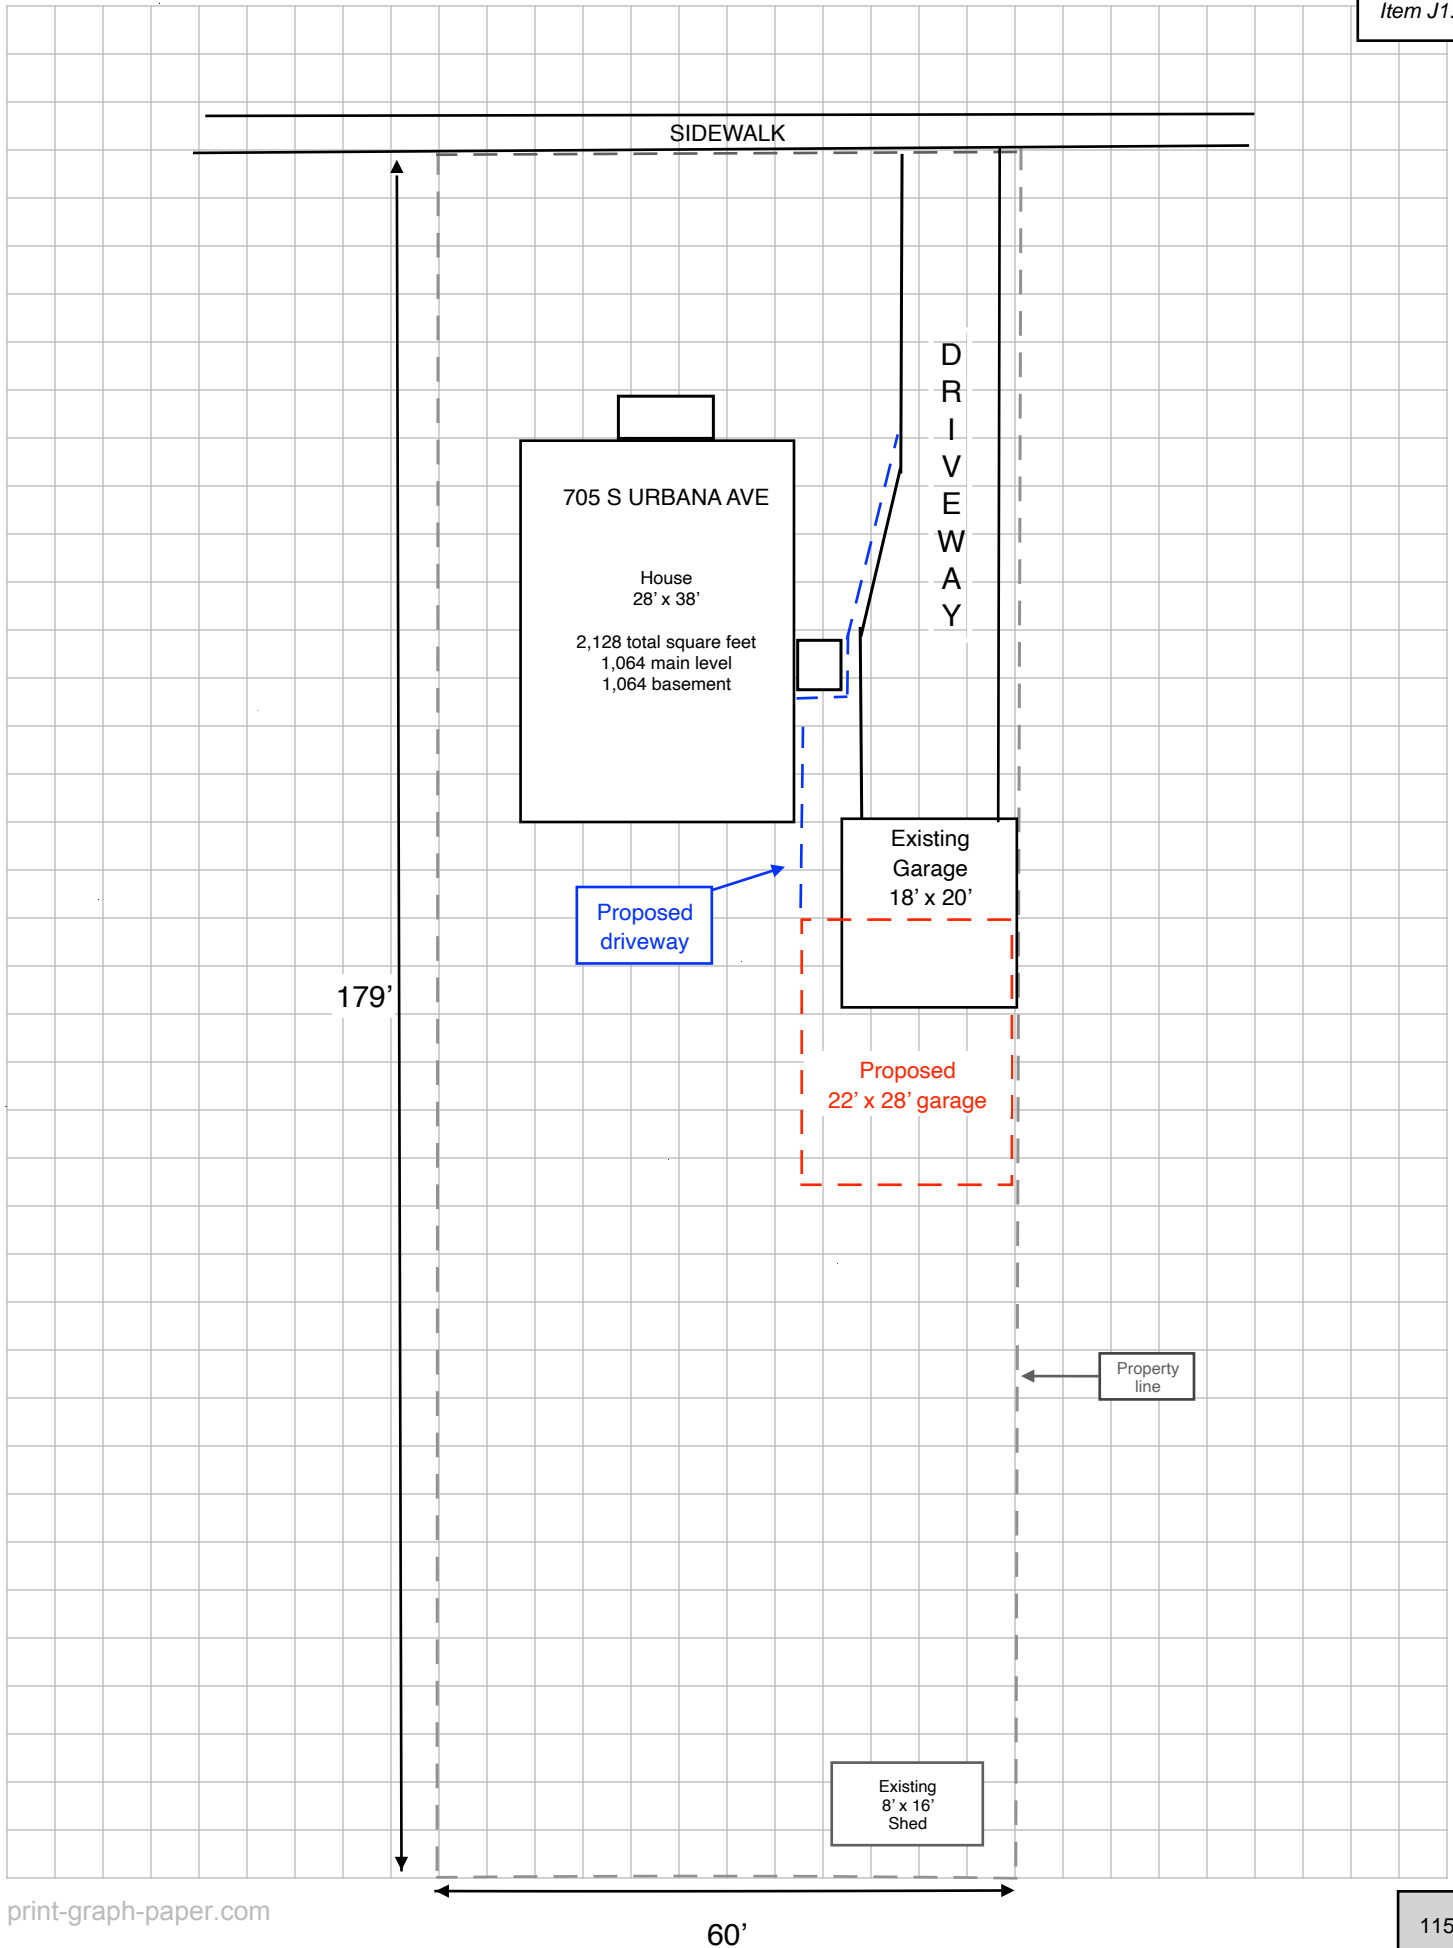 Item J1.
SIDEWALK
D
R
I
V
E
W
A
Y
705 S URBANA AVE
House
28’ x 38’
2,128 total square feet
1,064 main level
1,064 basement
Existing
Garage
18’ x 20’
Proposed
driveway
179’
Proposed
22’ x 28’ garage
Property
line
Existing
8’ x 16’
Shed
print-graph-paper.com
60’
115